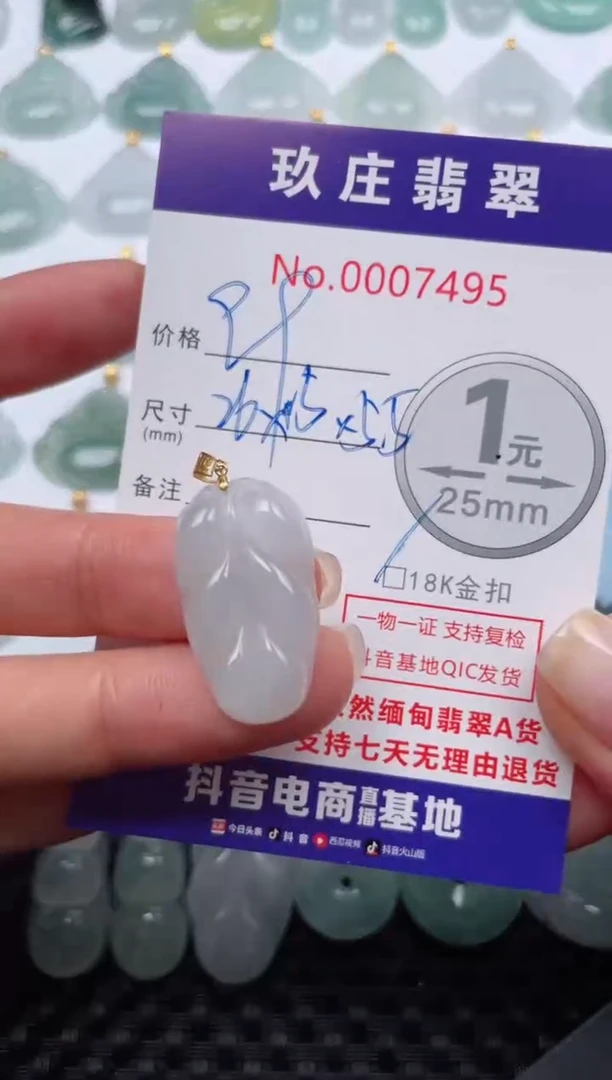 玖庄翡翠
No.0007495
价格
尺寸
(mm)
26×15×5.5
1元
25mm
备注
18K金扣
一物一证 支持复检
抖音基地QIC发货
然缅甸翡翠A货
支持七天无理由退货
抖音电商直播基地
今日头条 抖音 西瓜视频 抖音火山版